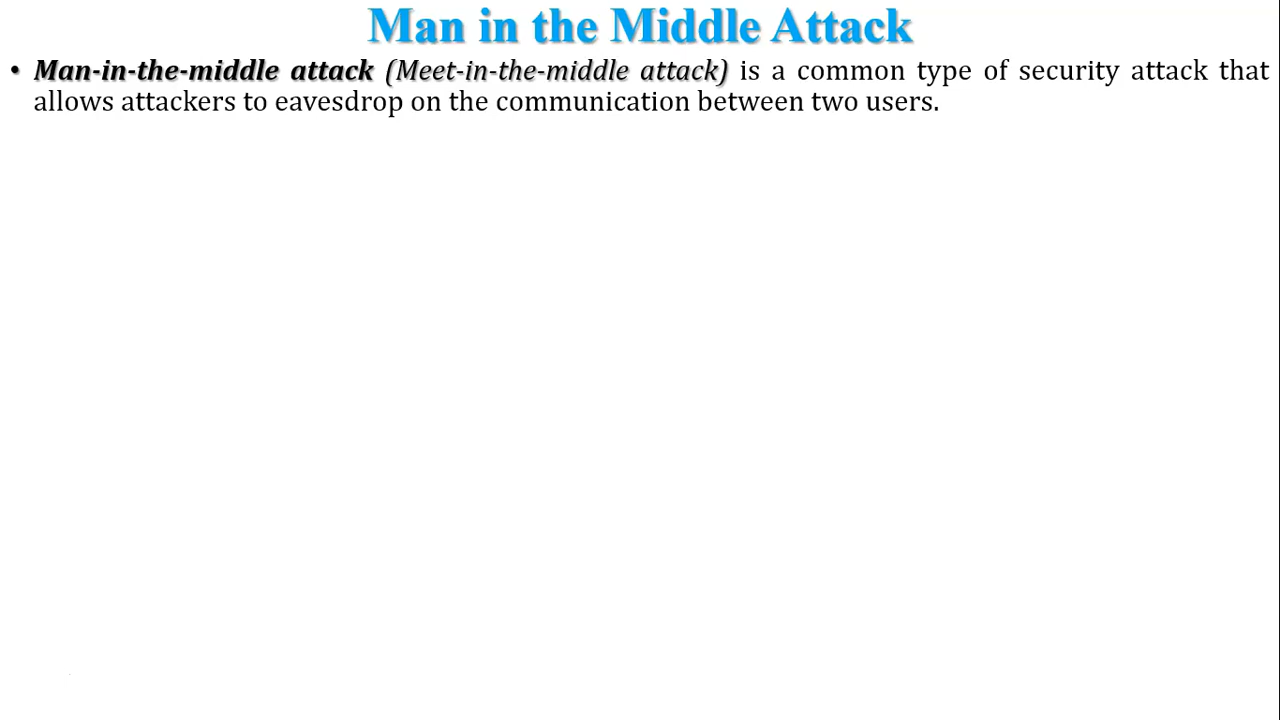 Man in the Middle Attack
• Man-in-the-middle attack (Meet-in-the-middle attack) is a common type of security attack that
allows attackers to eavesdrop on the communication between two users.